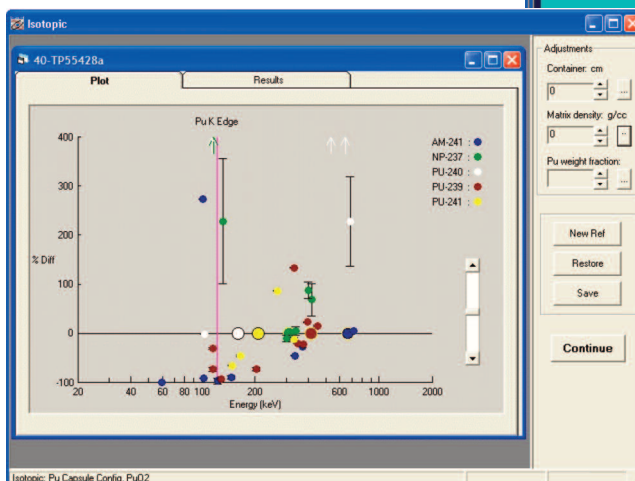 Isotopic
40-TP55428a
Plot
Results
Pu K Edge
400
300
200
100
0
-100
% Diff
20
40
60
80
100
200
400
600
1000
2000
Energy (keV)
AM-241 :
NP-237 :
PU-240 :
PU-239 :
PU-241 :
Adjustments
Container: cm
0
...
Matrix density: g/cc
0
Pu weight fraction:
...
New Ref
Restore
Save
Continue
Isotopic: Pu Capsule Config, PuO2